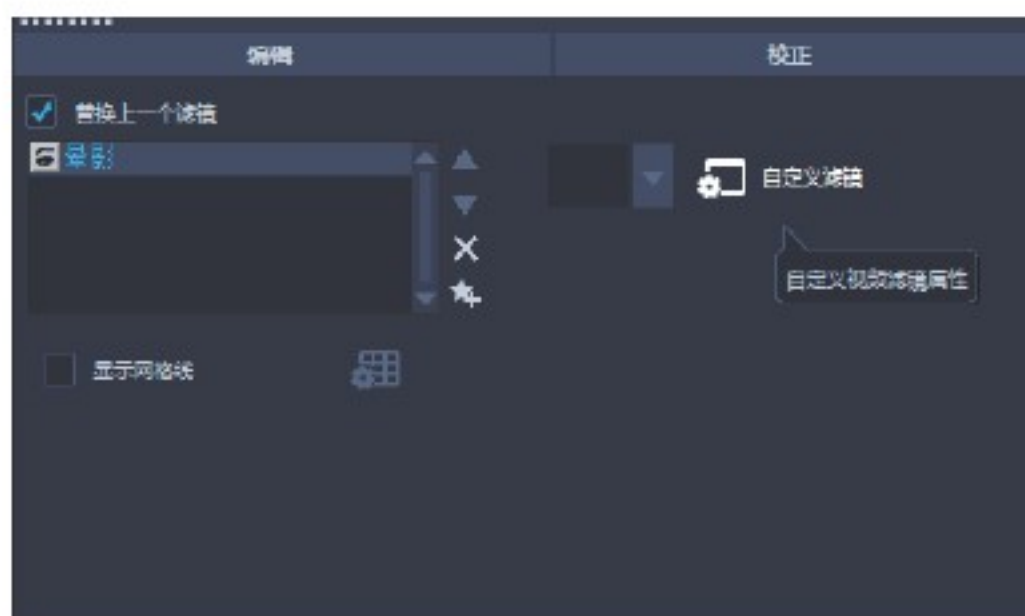 编辑
校正
替换上一个滤镜
晕影
自定义滤镜
自定义视频滤镜属性
显示网格线